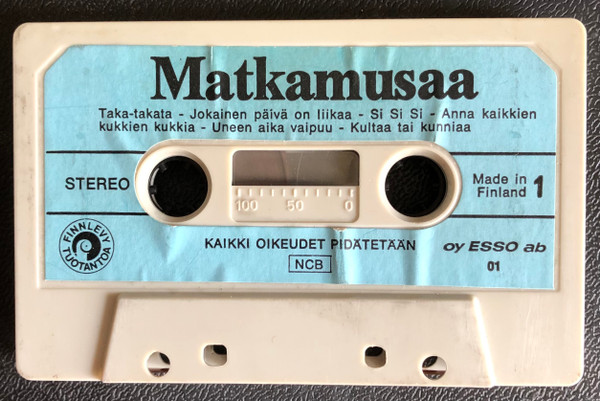 Matkamusaa
Taka-takata - Jokainen päivä on liikaa - Si Si Si - Anna kaikkien
kukkien kukkia - Uneen aika vaipuu - Kultaa tai kunniaa
STEREO
100 50 0
Made in
Finland 1
FINNLEVY
TUOTANTOA
KAIKKI OIKEUDET PIDÄTETÄÄN
NCB
oy ESSO ab
01